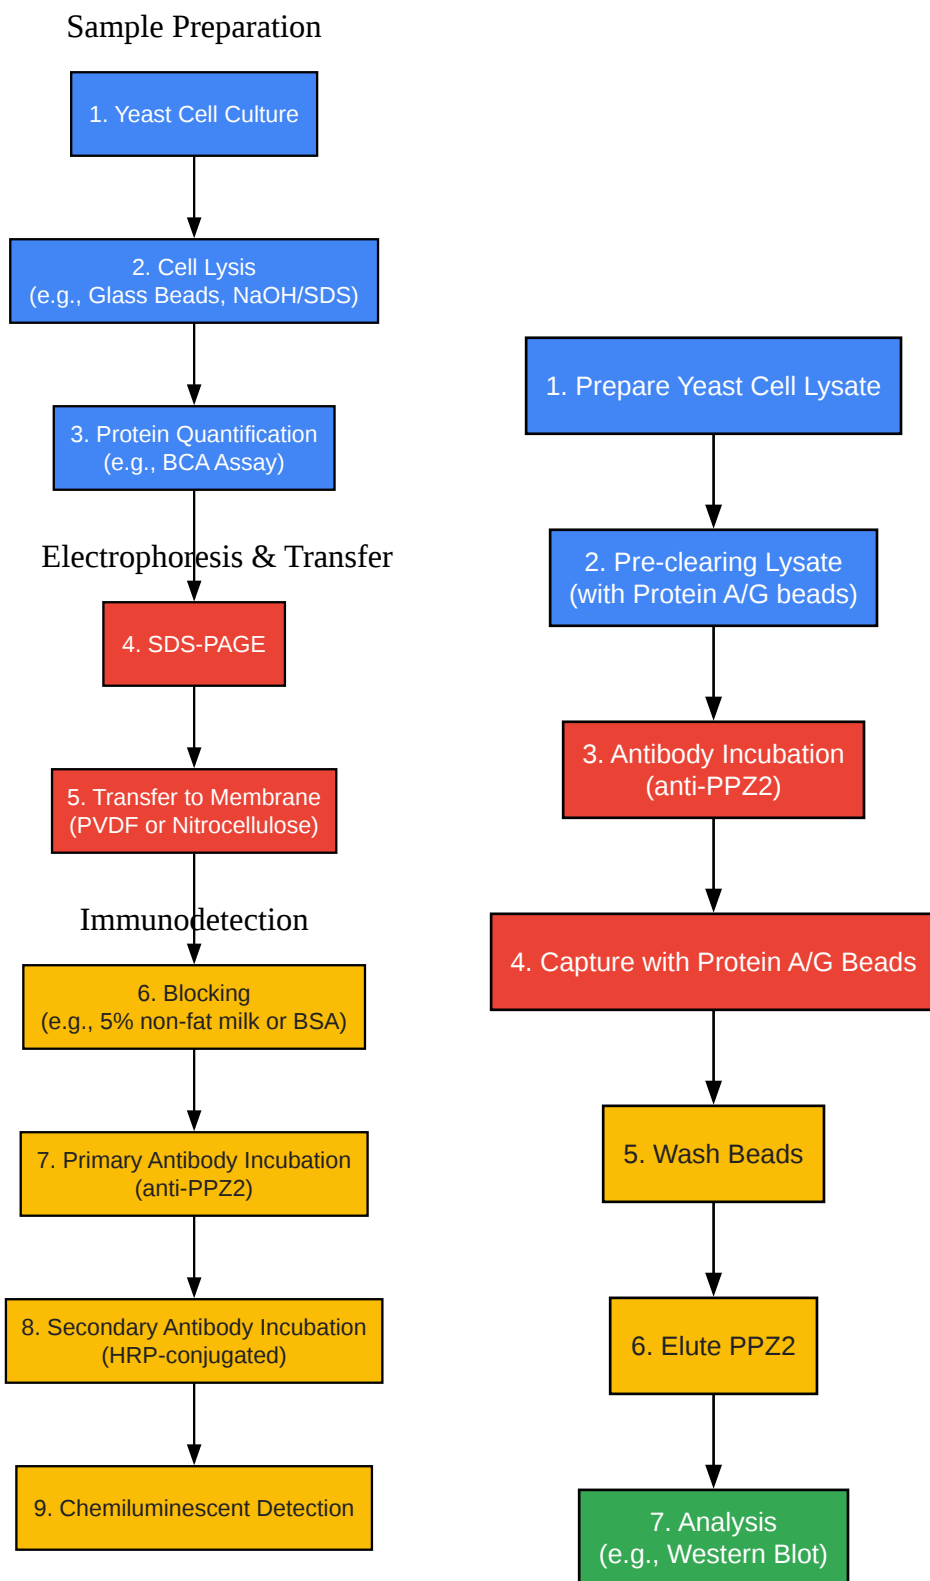 Sample Preparation
1. Yeast Cell Culture
2. Cell Lysis
(e.g., Glass Beads, NaOH/SDS)
3. Protein Quantification
(e.g., BCA Assay)
Electrophoresis & Transfer
4. SDS-PAGE
5. Transfer to Membrane
(PVDF or Nitrocellulose)
Immunodetection
6. Blocking
(e.g., 5% non-fat milk or BSA)
7. Primary Antibody Incubation
(anti-PPZ2)
8. Secondary Antibody Incubation
(HRP-conjugated)
9. Chemiluminescent Detection
1. Prepare Yeast Cell Lysate
2. Pre-clearing Lysate
(with Protein A/G beads)
3. Antibody Incubation
(anti-PPZ2)
4. Capture with Protein A/G Beads
5. Wash Beads
6. Elute PPZ2
7. Analysis
(e.g., Western Blot)